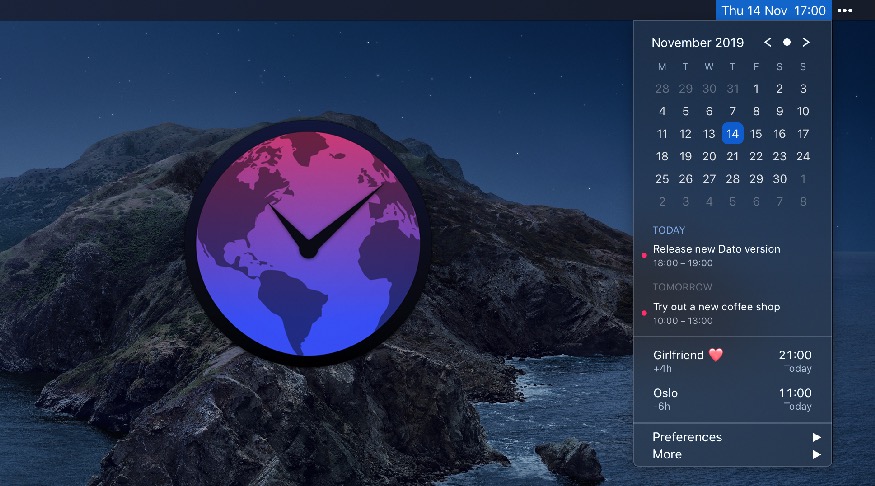 Thu 14 Nov 17:00 •••
November 2019
M T W T F S S
28 29 30 31 1 2 3
4 5 6 7 8 9 10
11 12 13 14 15 16 17
18 19 20 21 22 23 24
25 26 27 28 29 30 1
2 3 4 5 6 7 8
TODAY
Release new Dato version
18:00 – 19:00
TOMORROW
Try out a new coffee shop
10:00 – 13:00
Girlfriend ❤️ 21:00
+4h Today
Oslo 11:00
-6h Today
Preferences
More